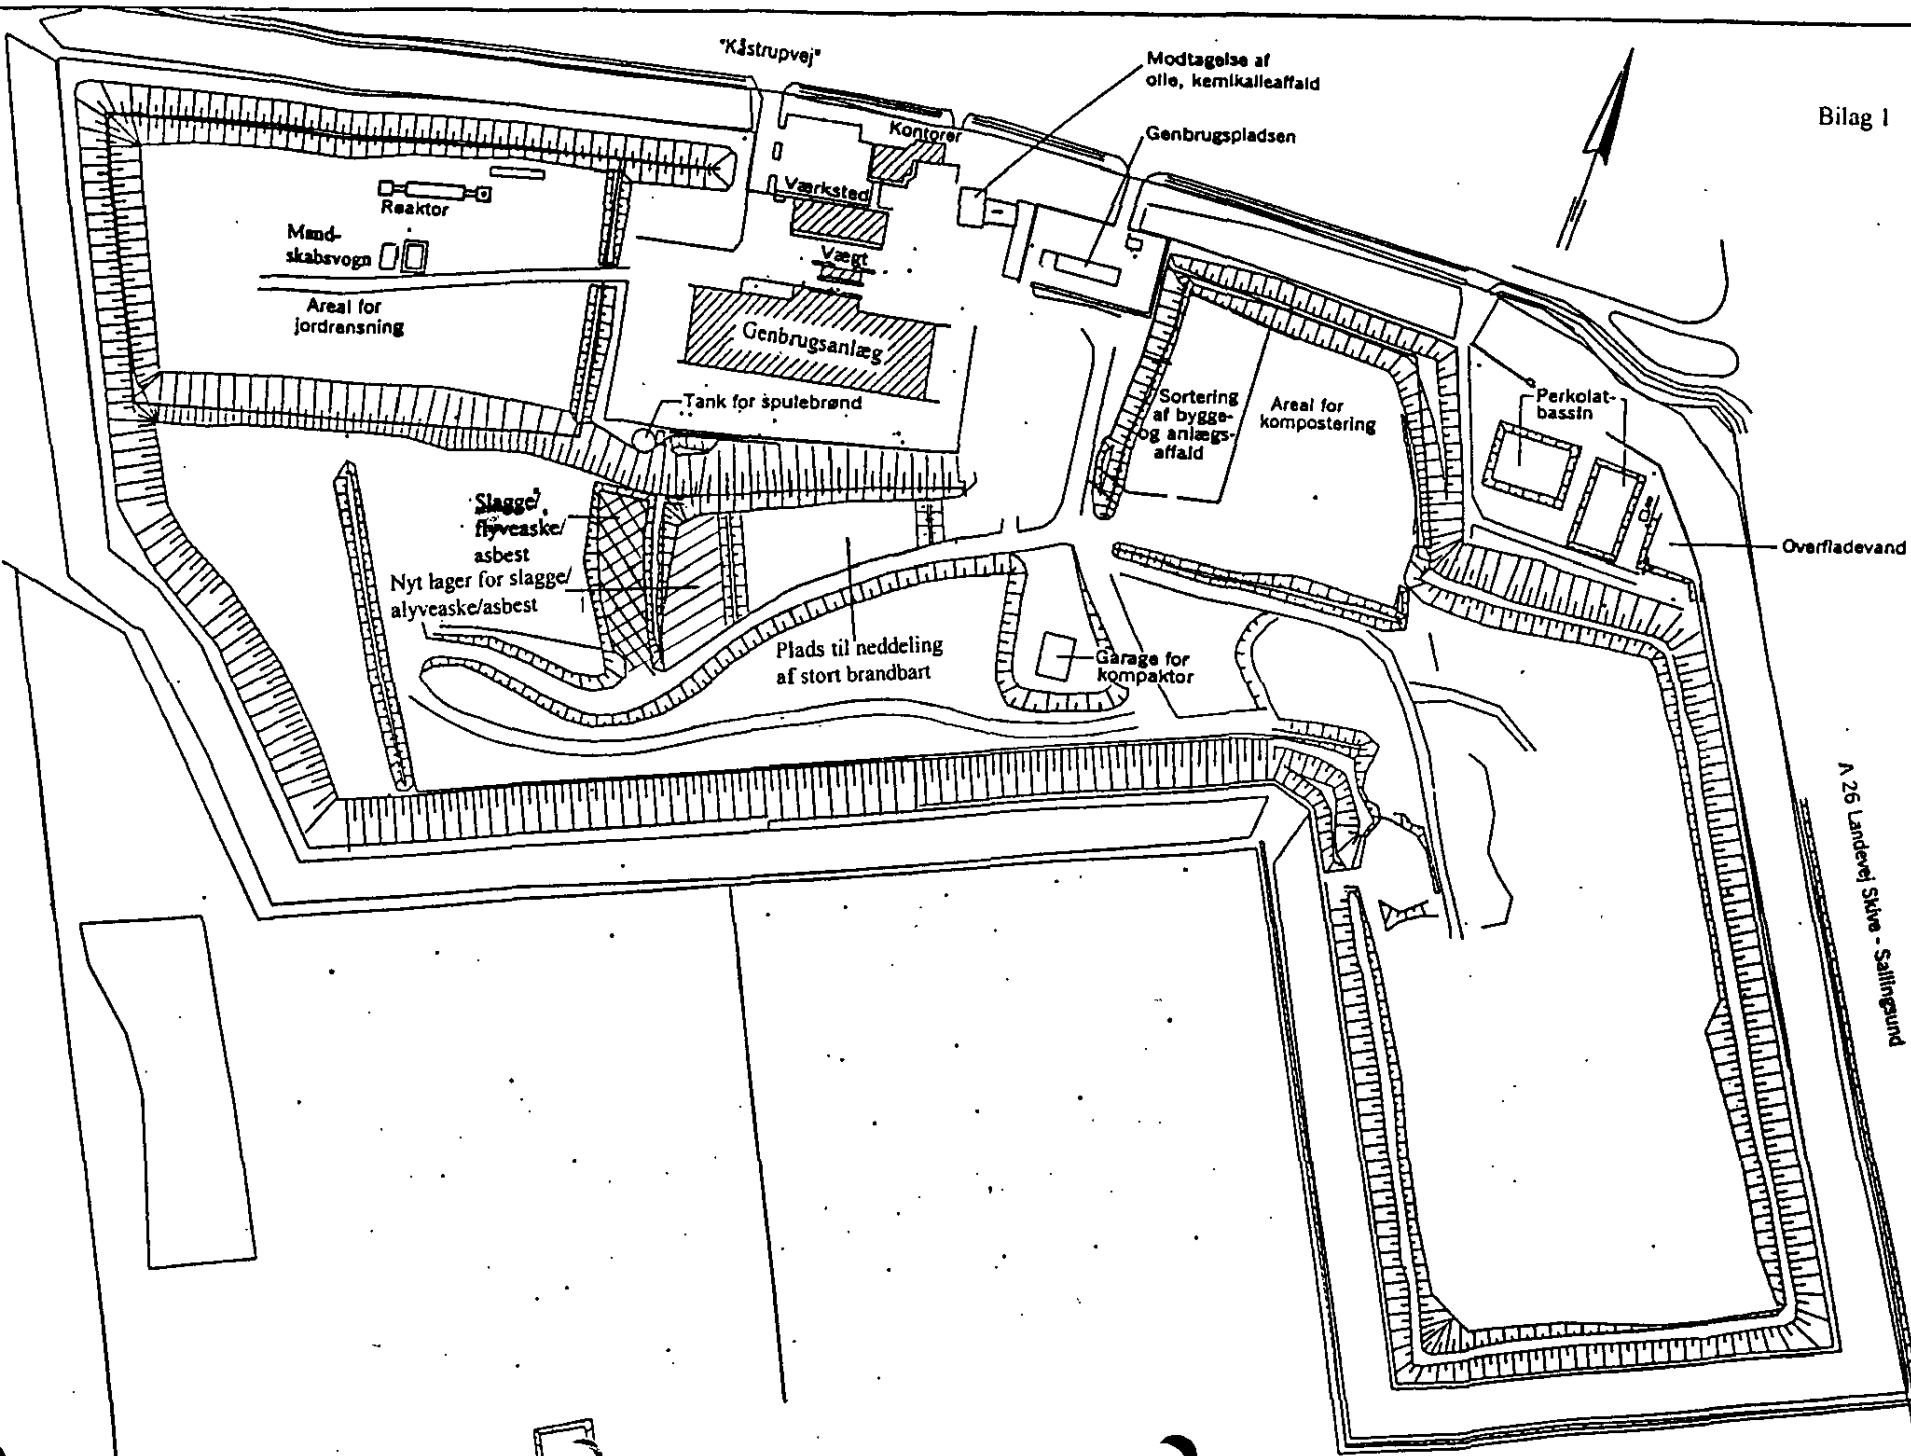 "Kåstrupvej"
Modtagelse af
olie, kemikalieaffald
Bilag 1
Kontorer
Genbrugspladsen
Værksted
Reaktor
Mand-
skabsvogn
Vægt
Areal for
jordrensning
Genbrugsanlæg
Tank for spulebrønd
Sortering
af bygge-
og anlægs-
affald
Areal for
kompostering
Perkolat-
bassin
Slagge/
flyveaske/
asbest
Overfladevand
Nyt lager for slagge/
alyveaske/asbest
Plads til neddeling
af stort brandbart
Garage for
kompaktor
A 26 Landevej Skive - Sallingsund